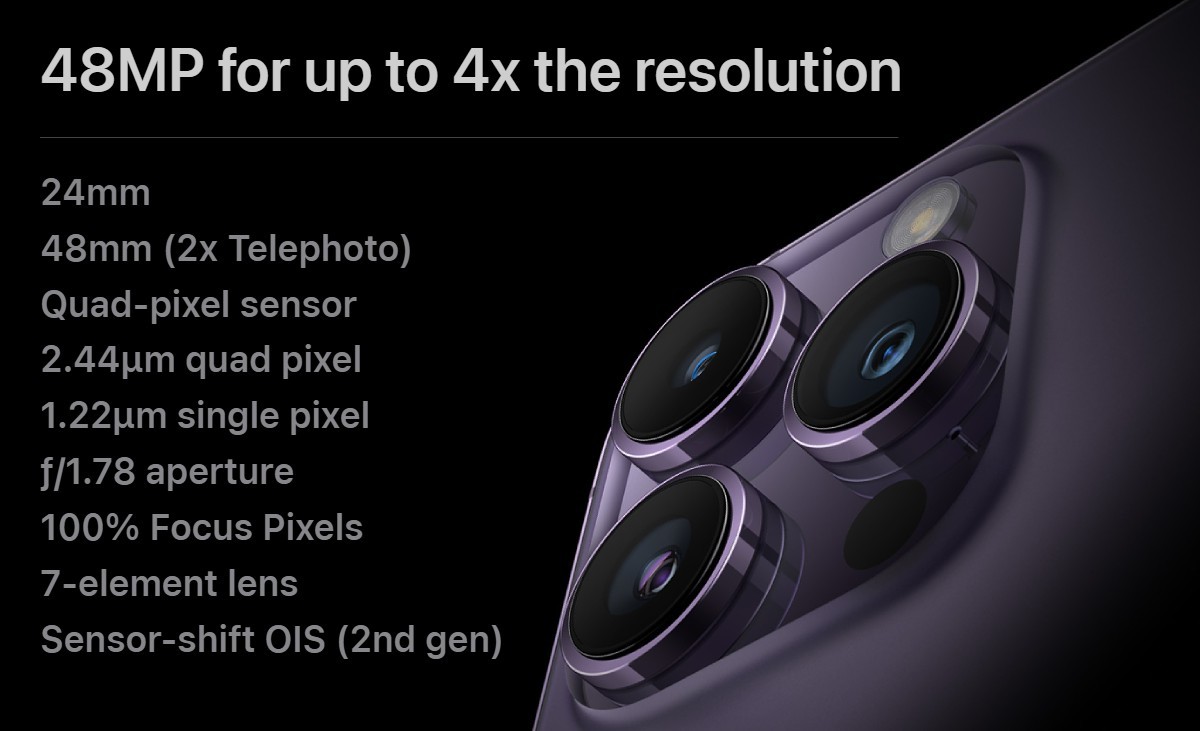 48MP for up to 4x the resolution
24mm
48mm (2x Telephoto)
Quad-pixel sensor
2.44µm quad pixel
1.22µm single pixel
ƒ/1.78 aperture
100% Focus Pixels
7-element lens
Sensor-shift OIS (2nd gen)